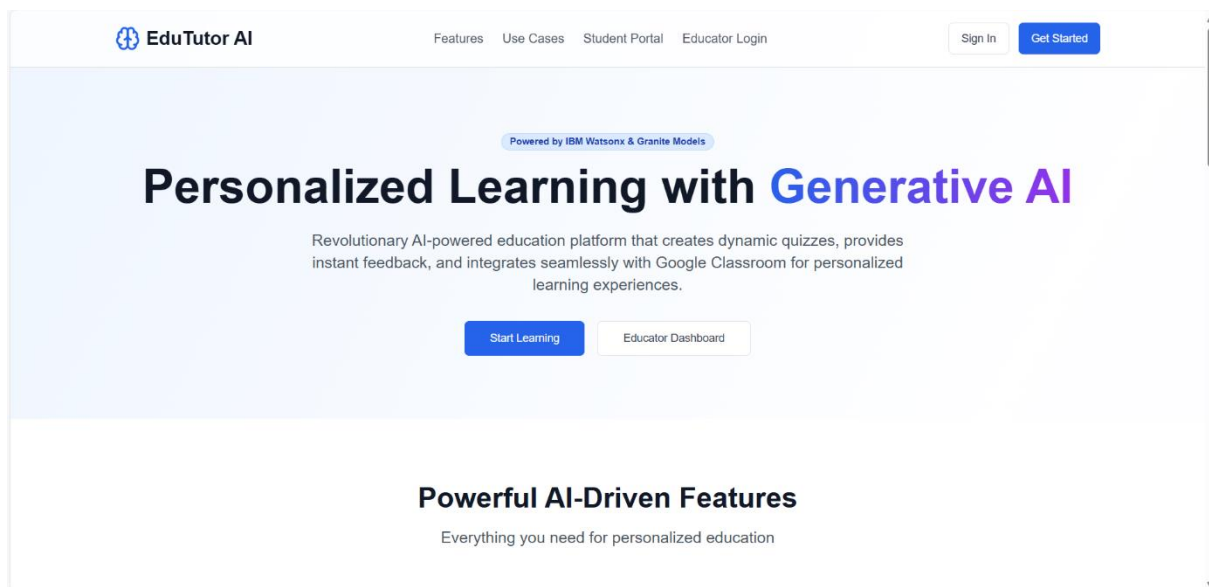 EduTutor AI
Features Use Cases Student Portal Educator Login
Sign In Get Started
Powered by IBM Watsonx & Granite Models
Personalized Learning with Generative AI
Revolutionary AI-powered education platform that creates dynamic quizzes, provides
instant feedback, and integrates seamlessly with Google Classroom for personalized
learning experiences.
Start Learning Educator Dashboard
Powerful AI-Driven Features
Everything you need for personalized education